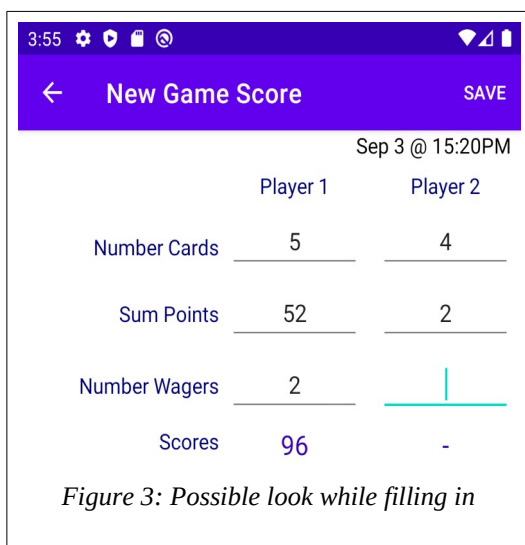 3:55
New Game Score SAVE
Sep 3 @ 15:20PM
Player 1 Player 2
Number Cards 5 4
Sum Points 52 2
Number Wagers 2
Scores 96 -
Figure 3: Possible look while filling in